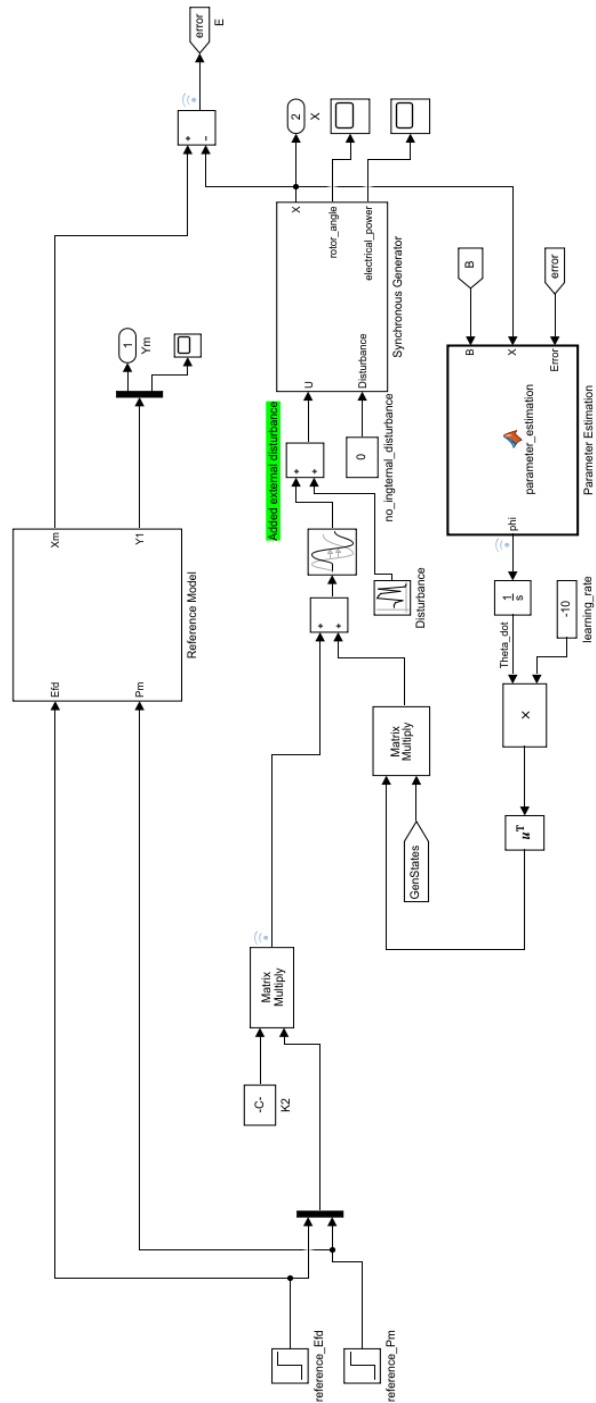 reference_Efd
reference_Pm
-C-
K2
Matrix
Multiply
Efd
Pm
Xm
Y1
Reference Model
1
Ym
+
-
error
E
GenStates
Matrix
Multiply
+
+
Disturbance
Added external disturbance
+
+
0
no_ingternal_disturbance
U
Disturbance
X
rotor_angle
electrical_power
Synchronous Generator
2
X
B
error
B
X
Error
parameter_estimation
phi
Parameter Estimation
1
s
Theta_dot
-10
learning_rate
×
uᵀ